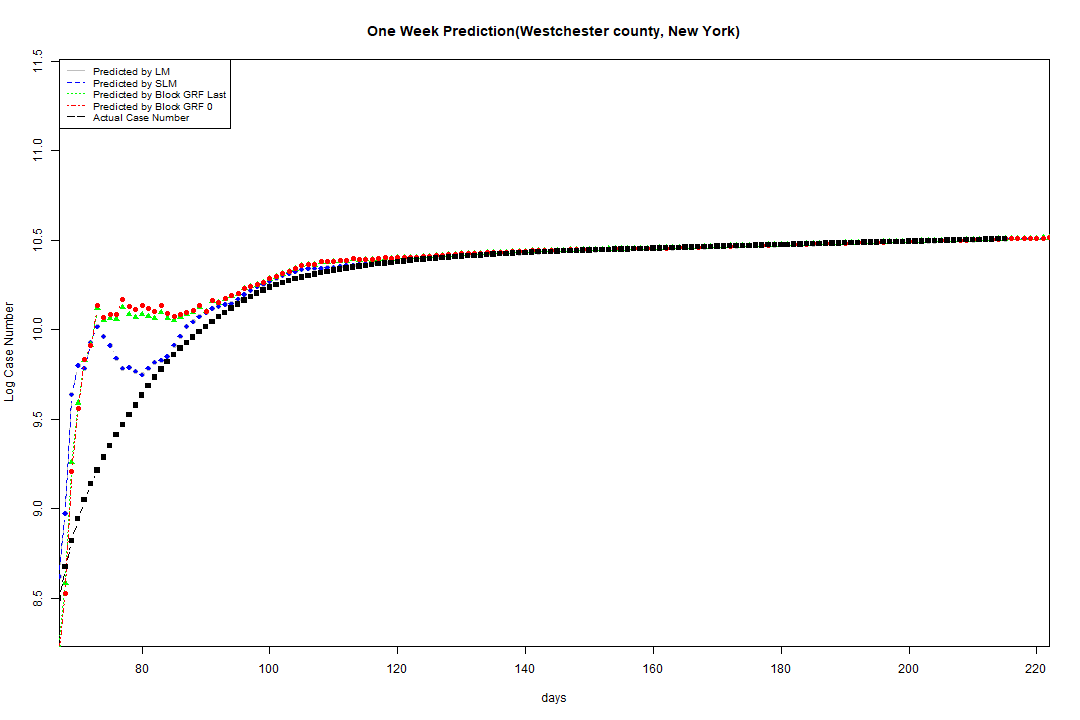 One Week Prediction(Westchester county, New York)
11.5
Predicted by LM
Predicted by SLM
Predicted by Block GRF Last
Predicted by Block GRF 0
Actual Case Number
11.0
10.5
10.0
9.5
9.0
8.5
Log Case Number
80 100 120 140 160 180 200 220
days